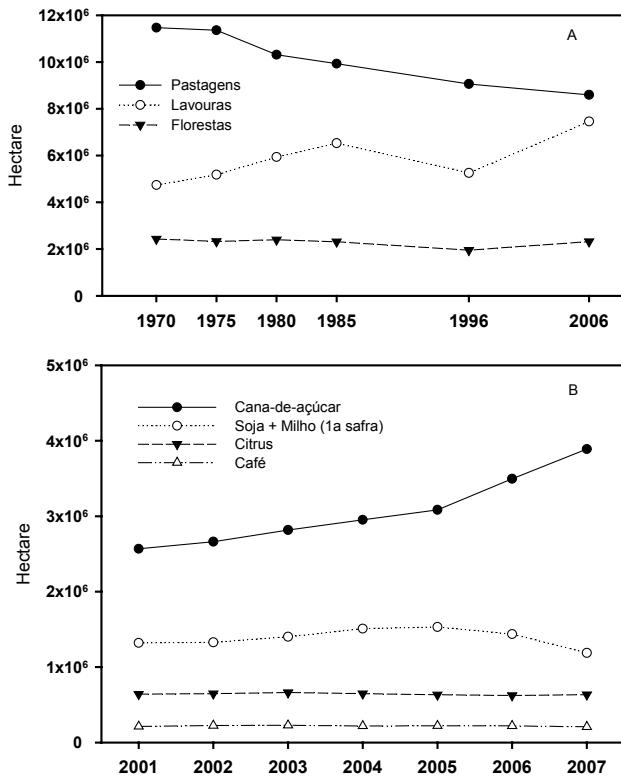 12x10⁶
A
10x10⁶
Pastagens
8x10⁶
Lavouras
Florestas
6x10⁶
Hectare
4x10⁶
2x10⁶
0
1970 1975 1980 1985 1996 2006
5x10⁶
B
Cana-de-açúcar
Soja + Milho (1a safra)
4x10⁶
Citrus
Café
3x10⁶
Hectare
2x10⁶
1x10⁶
0
2001 2002 2003 2004 2005 2006 2007